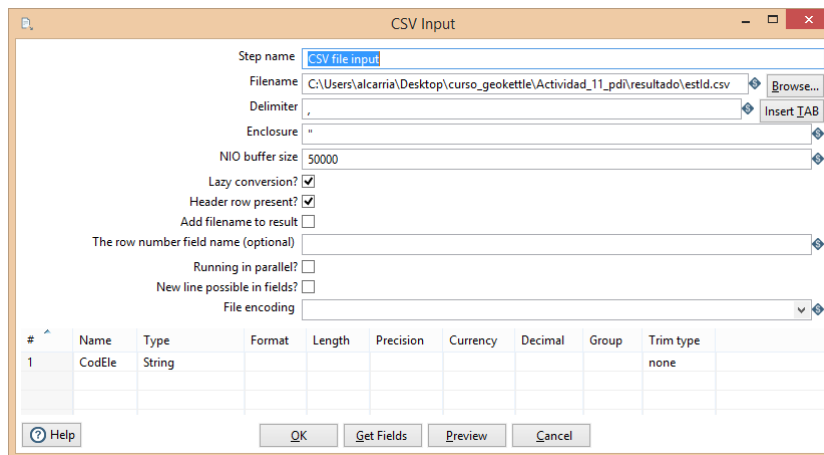 CSV Input
Step name CSV file input
Filename C:\Users\alcarria\Desktop\curso_geokettle\Actividad_11_pdi\resultado\estId.csv Browse...
Delimiter , Insert TAB
Enclosure "
NIO buffer size 50000
Lazy conversion?
Header row present?
Add filename to result
The row number field name (optional)
Running in parallel?
New line possible in fields?
File encoding
# Name Type Format Length Precision Currency Decimal Group Trim type
1 CodEle String none
Help OK Get Fields Preview Cancel